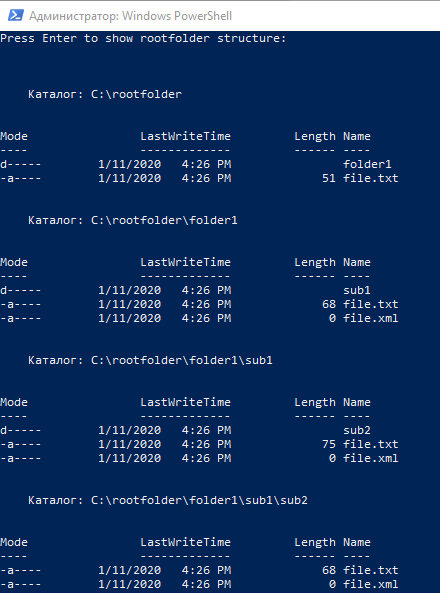 Администратор: Windows PowerShell
Press Enter to show rootfolder structure:
Каталог: C:\rootfolder
Mode LastWriteTime Length Name
---- ------------- ------ ----
d----- 1/11/2020 4:26 PM folder1
-a---- 1/11/2020 4:26 PM 51 file.txt
Каталог: C:\rootfolder\folder1
Mode LastWriteTime Length Name
---- ------------- ------ ----
d----- 1/11/2020 4:26 PM sub1
-a---- 1/11/2020 4:26 PM 68 file.txt
-a---- 1/11/2020 4:26 PM 0 file.xml
Каталог: C:\rootfolder\folder1\sub1
Mode LastWriteTime Length Name
---- ------------- ------ ----
d----- 1/11/2020 4:26 PM sub2
-a---- 1/11/2020 4:26 PM 75 file.txt
-a---- 1/11/2020 4:26 PM 0 file.xml
Каталог: C:\rootfolder\folder1\sub1\sub2
Mode LastWriteTime Length Name
---- ------------- ------ ----
-a---- 1/11/2020 4:26 PM 68 file.txt
-a---- 1/11/2020 4:26 PM 0 file.xml